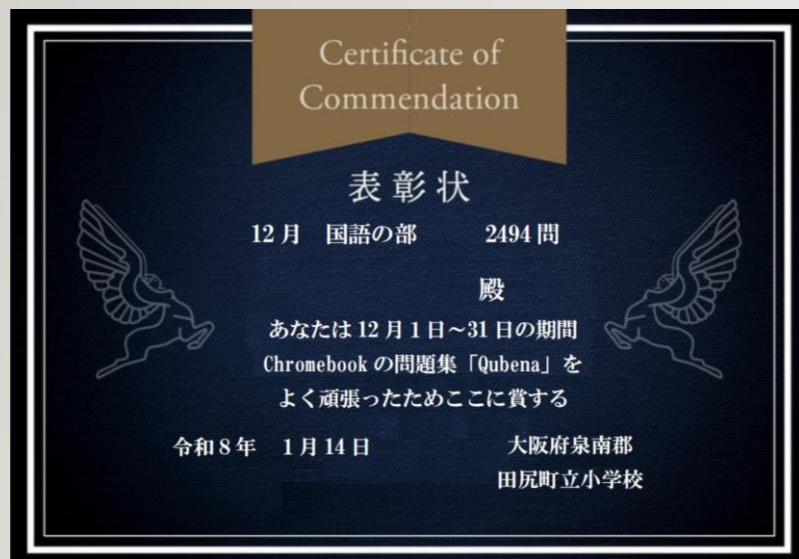 Certificate of
Commendation
表彰状
12月 国語の部 2494問
殿
あなたは12月1日～31日の期間
Chromebookの問題集「Qubena」を
よく頑張ったためここに賞する
令和8年 1月14日 大阪府泉南郡
田尻町立小学校